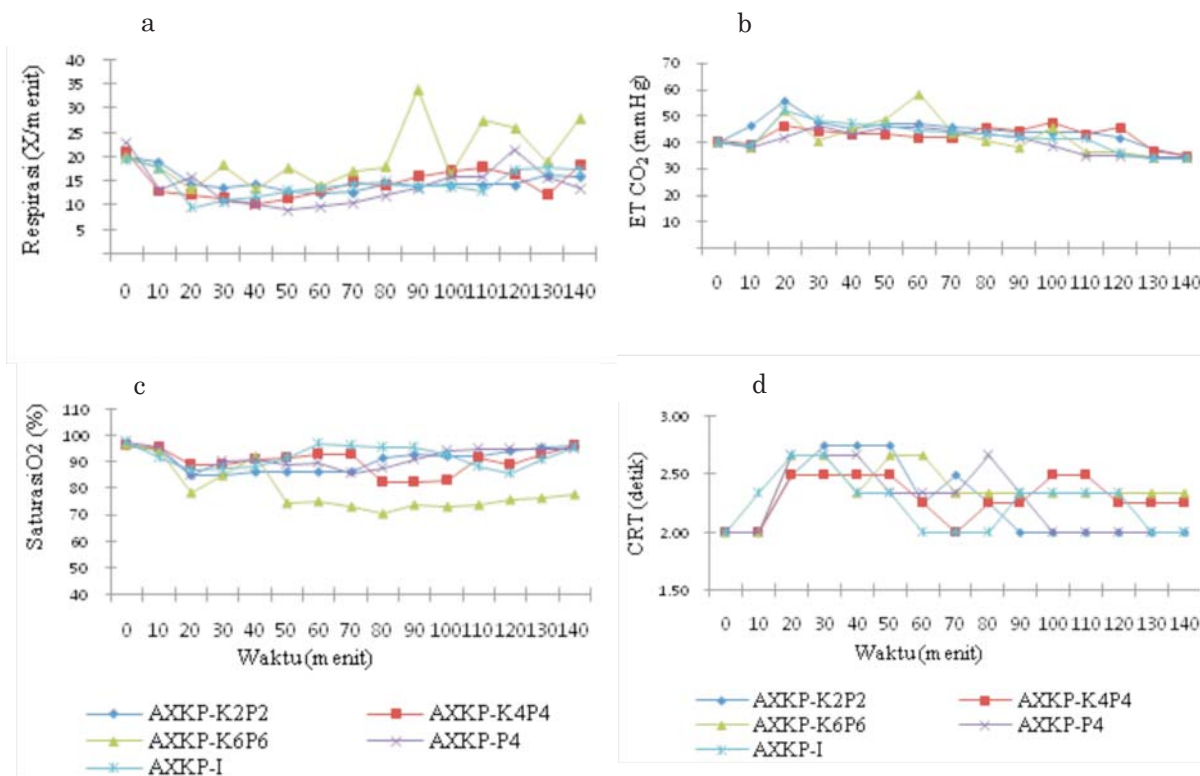 a
Respirasi (X/menit)
40
35
30
25
20
15
10
5
0 10 20 30 40 50 60 70 80 90 100 110 120 130 140
b
ET CO₂ (mmHg)
70
60
50
40
30
20
10
0 10 20 30 40 50 60 70 80 90 100 110 120 130 140
c
Saturasi O2 (%)
110
100
90
80
70
60
50
40
0 10 20 30 40 50 60 70 80 90 100 110 120 130 140
Waktu (menit)
AXKP-K2P2 AXKP-K4P4
AXKP-K6P6 AXKP-P4
AXKP-I
d
CRT (detik)
3.00
2.50
2.00
1.50
0 10 20 30 40 50 60 70 80 90 100 110 120 130 140
Waktu (menit)
AXKP-K2P2 AXKP-K4P4
AXKP-K6P6 AXKP-P4
AXKP-I